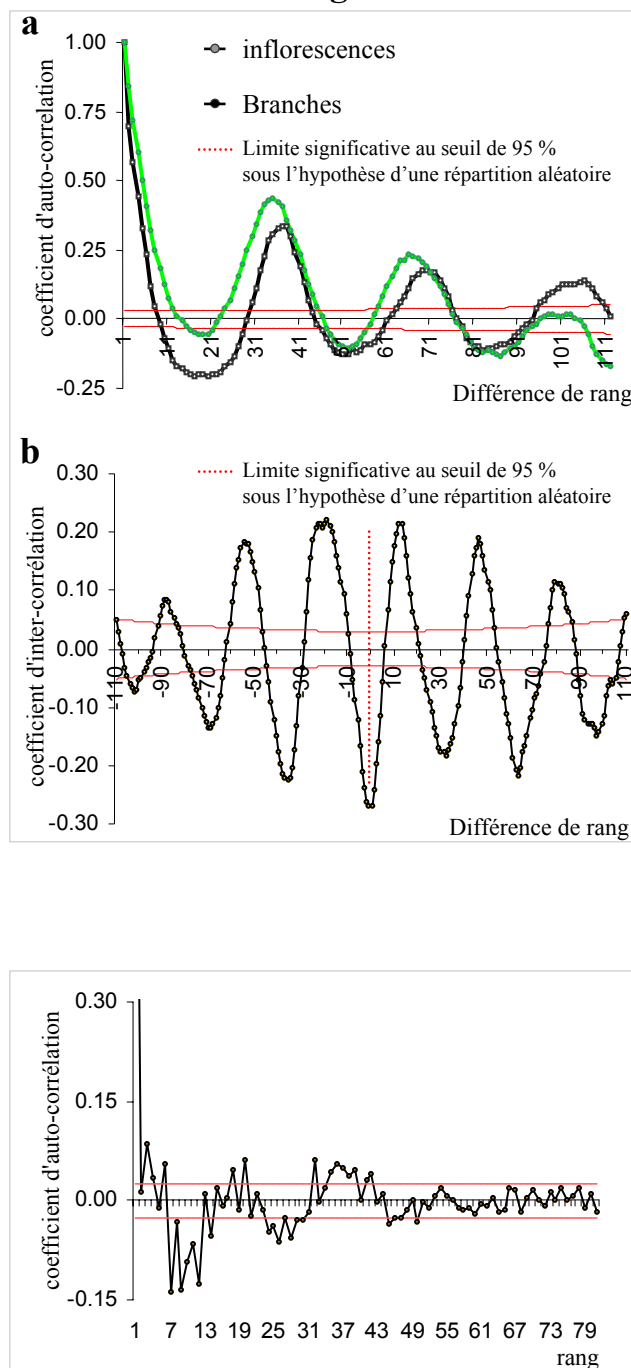 a
coefficient d'auto-correlation
1.00
0.75
0.50
0.25
0.00
-0.25
inflorescences
Branches
Limite significative au seuil de 95 %
sous l'hypothèse d'une répartition aléatoire
1 11 21 31 41 51 61 71 81 91 101 111
Différence de rang
b
coefficient d'inter-corrélation
0.30
0.20
0.10
0.00
-0.10
-0.20
-0.30
Limite significative au seuil de 95 %
sous l'hypothèse d'une répartition aléatoire
-110 -90 -70 -50 -30 -10 10 30 50 70 90 110
Différence de rang
coefficient d'auto-corrélation
0.30
0.15
0.00
-0.15
1 7 13 19 25 31 37 43 49 55 61 67 73 79
rang